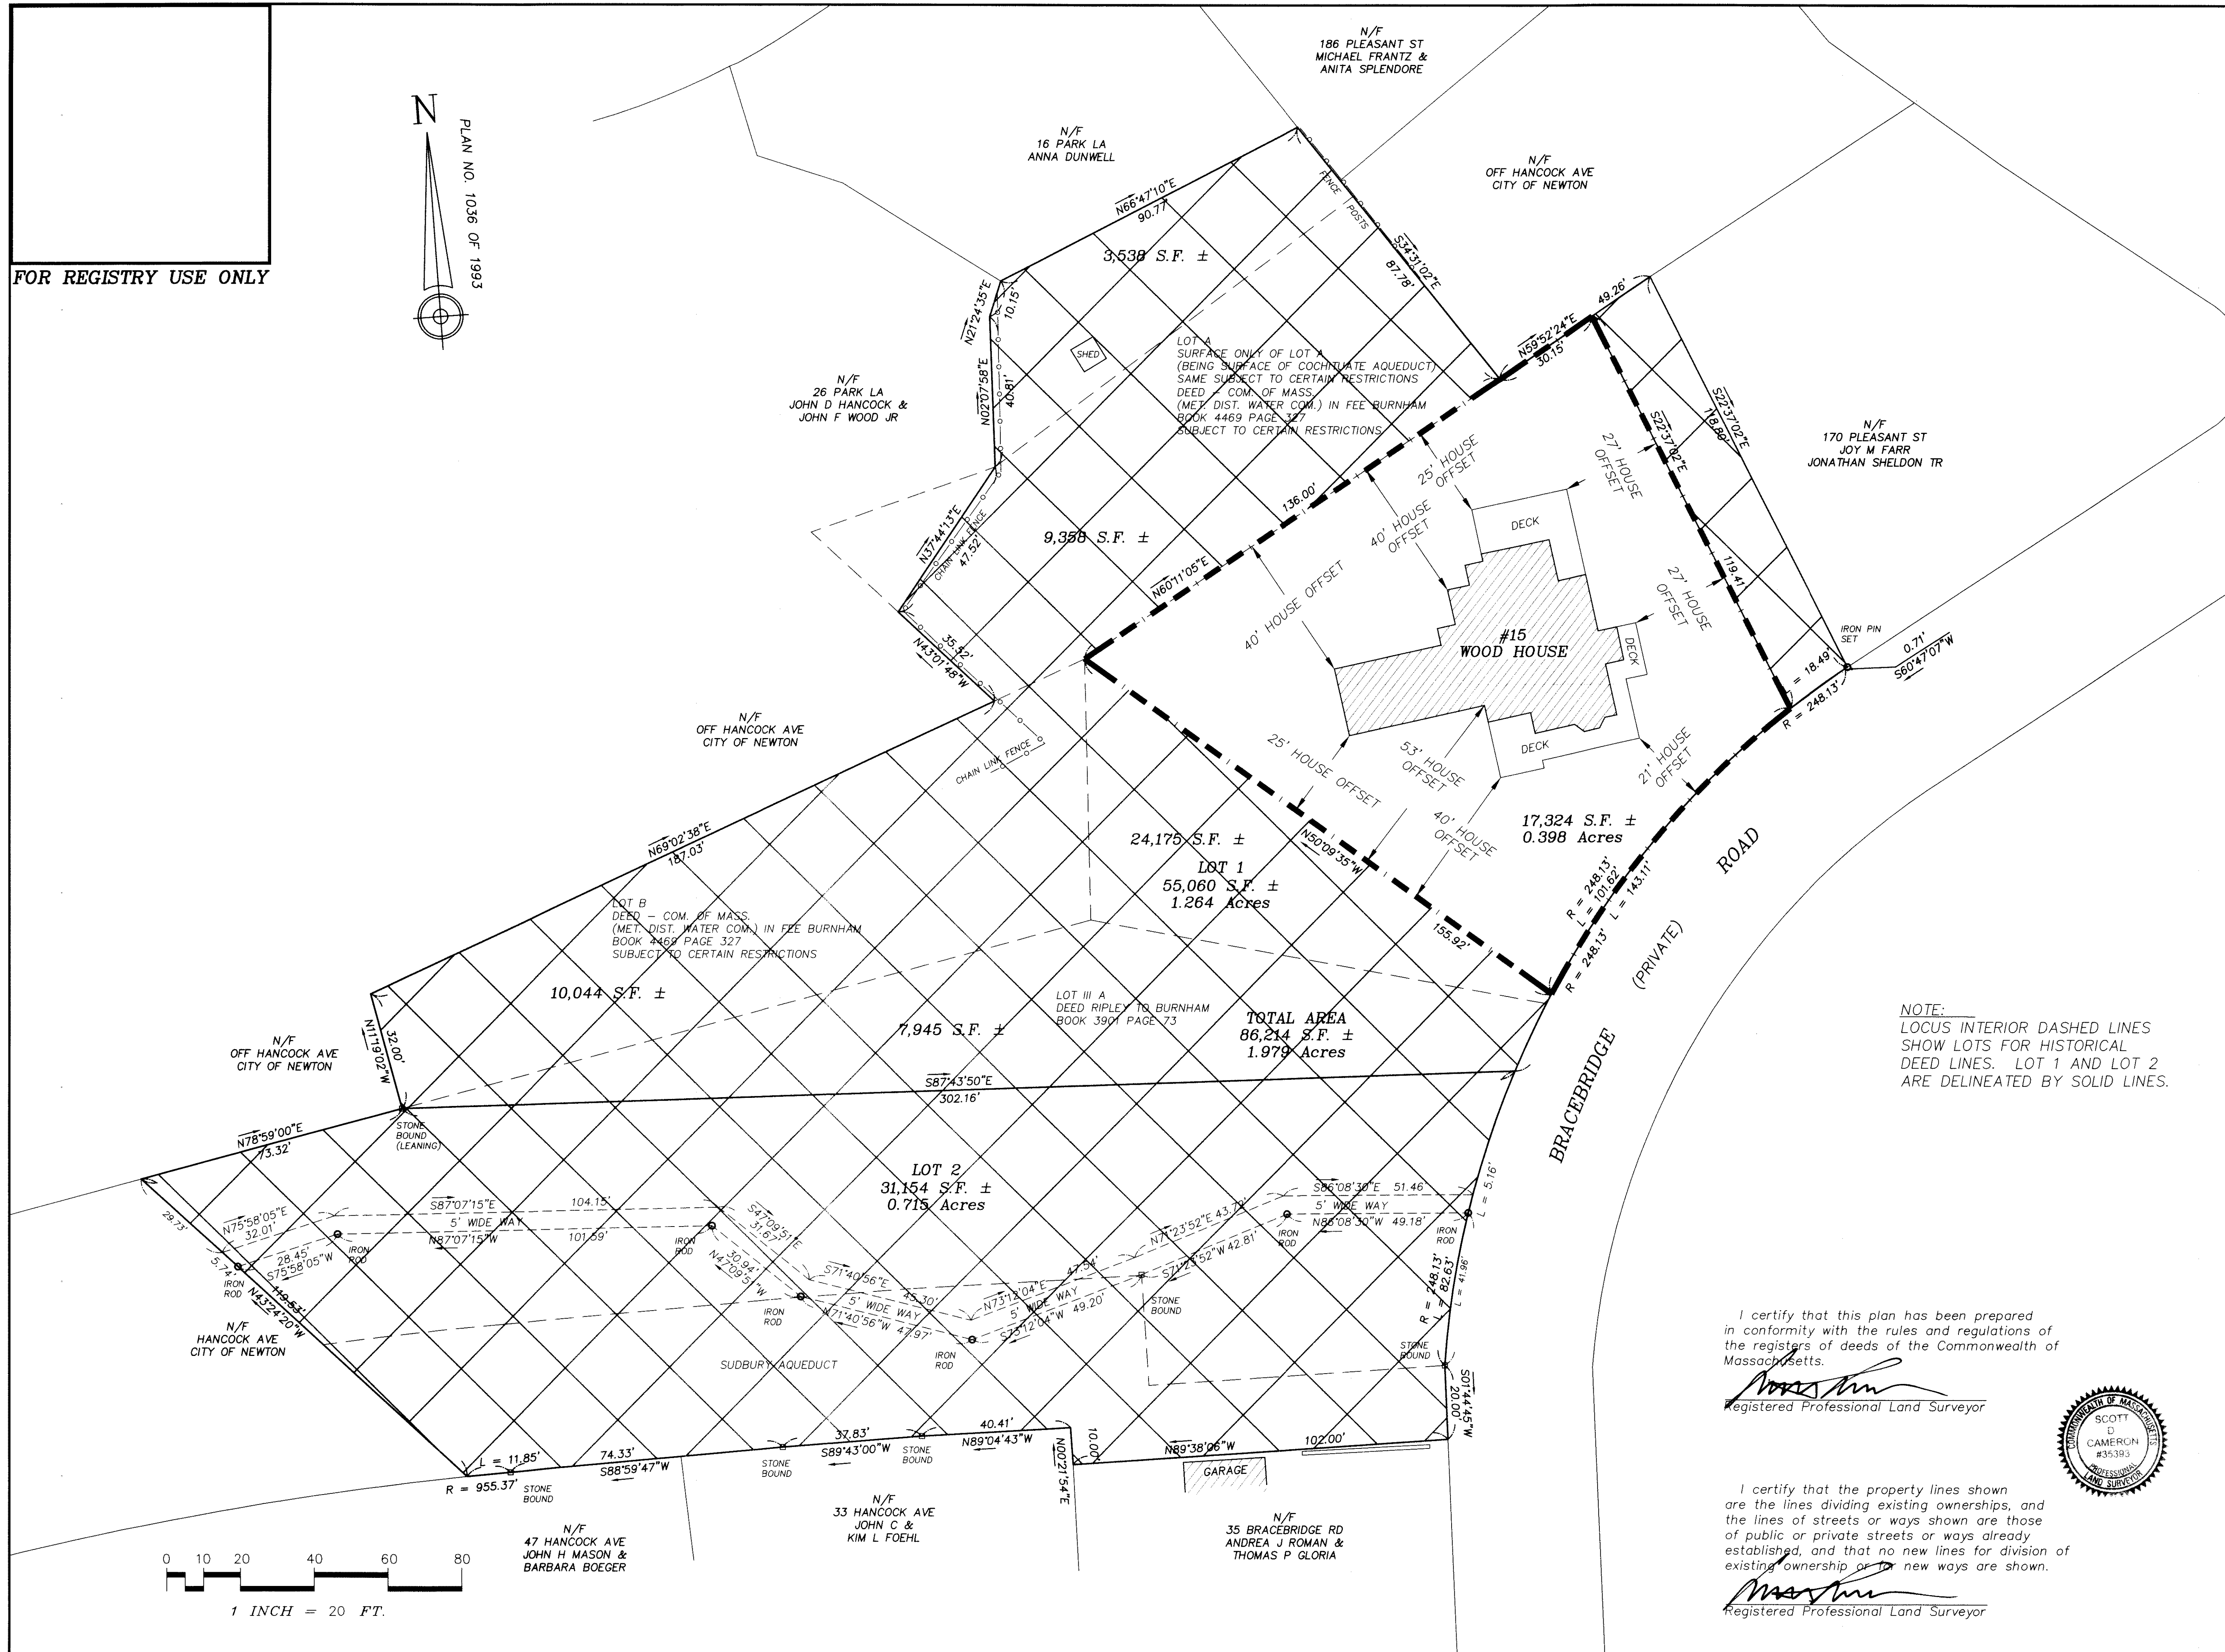 FOR REGISTRY USE ONLY
N
PLAN NO. 1036 OF 1993
N/F
186 PLEASANT ST
MICHAEL FRANTZ &
ANITA SPLENDORE
N/F
16 PARK LA
ANNA DUNWELL
N/F
OFF HANCOCK AVE
CITY OF NEWTON
N66°47'10"E
90.77'
FENCE POSTS
S34°31'02"E
87.78'
3,538 S.F. ±
N21°24'35"E
10.15'
N02°07'58"E
40.81'
SHED
LOT A
SURFACE ONLY OF LOT A
(BEING SURFACE OF COCHITUATE AQUEDUCT)
SAME SUBJECT TO CERTAIN RESTRICTIONS
DEED - COM. OF MASS.
(MET. DIST. WATER COM.) IN FEE BURNHAM
BOOK 4469 PAGE 327
SUBJECT TO CERTAIN RESTRICTIONS
N59°52'24"E
30.15'
49.26'
S22°37'02"E
118.80'
S22°37'02"E
119.41
N/F
170 PLEASANT ST
JOY M FARR
JONATHAN SHELDON TR
N/F
26 PARK LA
JOHN D HANCOCK &
JOHN F WOOD JR
N37°44'13"E
CHAIN LINK FENCE
47.52'
9,358 S.F. ±
136.00'
N60°11'05"E
25' HOUSE
OFFSET
40' HOUSE
OFFSET
40' HOUSE OFFSET
27' HOUSE
OFFSET
27' HOUSE
OFFSET
DECK
#15
WOOD HOUSE
DECK
DECK
35.52'
N43°01'48"W
IRON PIN
SET
0.71'
S60°47'07"W
= 18.49'
R = 248.13'
N/F
OFF HANCOCK AVE
CITY OF NEWTON
CHAIN LINK FENCE
25' HOUSE OFFSET
53' HOUSE
OFFSET
40' HOUSE
OFFSET
21' HOUSE
OFFSET
17,324 S.F. ±
0.398 Acres
N69°02'38"E
187.03'
24,175 S.F. ±
LOT 1
55,060 S.F. ±
1.264 Acres
N50°09'35"W
155.92'
R = 248.13'
L = 101.62'
L = 143.11'
R = 248.13'
BRACEBRIDGE ROAD
(PRIVATE)
LOT B
DEED - COM. OF MASS.
(MET. DIST. WATER COM.) IN FEE BURNHAM
BOOK 4469 PAGE 327
SUBJECT TO CERTAIN RESTRICTIONS
10,044 S.F. ±
7,945 S.F. ±
LOT III A
DEED RIPLEY TO BURNHAM
BOOK 3901 PAGE 73
TOTAL AREA
86,214 S.F. ±
1.979 Acres
NOTE:
LOCUS INTERIOR DASHED LINES
SHOW LOTS FOR HISTORICAL
DEED LINES. LOT 1 AND LOT 2
ARE DELINEATED BY SOLID LINES.
N/F
OFF HANCOCK AVE
CITY OF NEWTON
32.00'
N11°19'02"W
S87°43'50"E
302.16'
STONE
BOUND
(LEANING)
N78°59'00"E
73.32'
LOT 2
31,154 S.F. ±
0.715 Acres
29.73'
N75°58'05"E
32.01'
S87°07'15"E 104.15'
5' WIDE WAY
N87°07'15"W 101.59'
28.45'
S75°58'05"W
5.74'
IRON
ROD
IRON
ROD
IRON
ROD
119.53'
N43°24'20"W
S47°09'51"E
31.67'
30.94'
N47°09'51"W
IRON
ROD
S71°40'56"E
45.30'
5' WIDE WAY
N71°40'56"W 47.97'
IRON
ROD
N73°12'04"E
47.54'
5' WIDE WAY
S73°12'04"W 49.20'
N71°23'52"E 43.72'
S71°23'52"W 42.81'
STONE
BOUND
S86°08'30"E 51.46'
5' WIDE WAY
N86°08'30"W 49.18'
IRON
ROD
IRON
ROD
L = 5.16'
L = 41.96'
R = 248.13'
L = 82.63'
STONE
BOUND
S01°44'45"W
20.00'
N/F
HANCOCK AVE
CITY OF NEWTON
SUDBURY AQUEDUCT
L = 11.85'
R = 955.37'
STONE
BOUND
74.33'
S88°59'47"W
37.83'
S89°43'00"W
STONE
BOUND
STONE
BOUND
40.41'
N89°04'43"W
10.00'
N00°21'54"E
N89°38'06"W
102.00'
GARAGE
N/F
47 HANCOCK AVE
JOHN H MASON &
BARBARA BOEGER
N/F
33 HANCOCK AVE
JOHN C &
KIM L FOEHL
N/F
35 BRACEBRIDGE RD
ANDREA J ROMAN &
THOMAS P GLORIA
0 10 20 40 60 80
1 INCH = 20 FT.
I certify that this plan has been prepared
in conformity with the rules and regulations of
the registers of deeds of the Commonwealth of
Massachusetts.
Registered Professional Land Surveyor
COMMONWEALTH OF MASSACHUSETTS
SCOTT
D
CAMERON
#35393
PROFESSIONAL
LAND SURVEYOR
I certify that the property lines shown
are the lines dividing existing ownerships, and
the lines of streets or ways shown are those
of public or private streets or ways already
established, and that no new lines for division of
existing ownership or for new ways are shown.
Registered Professional Land Surveyor